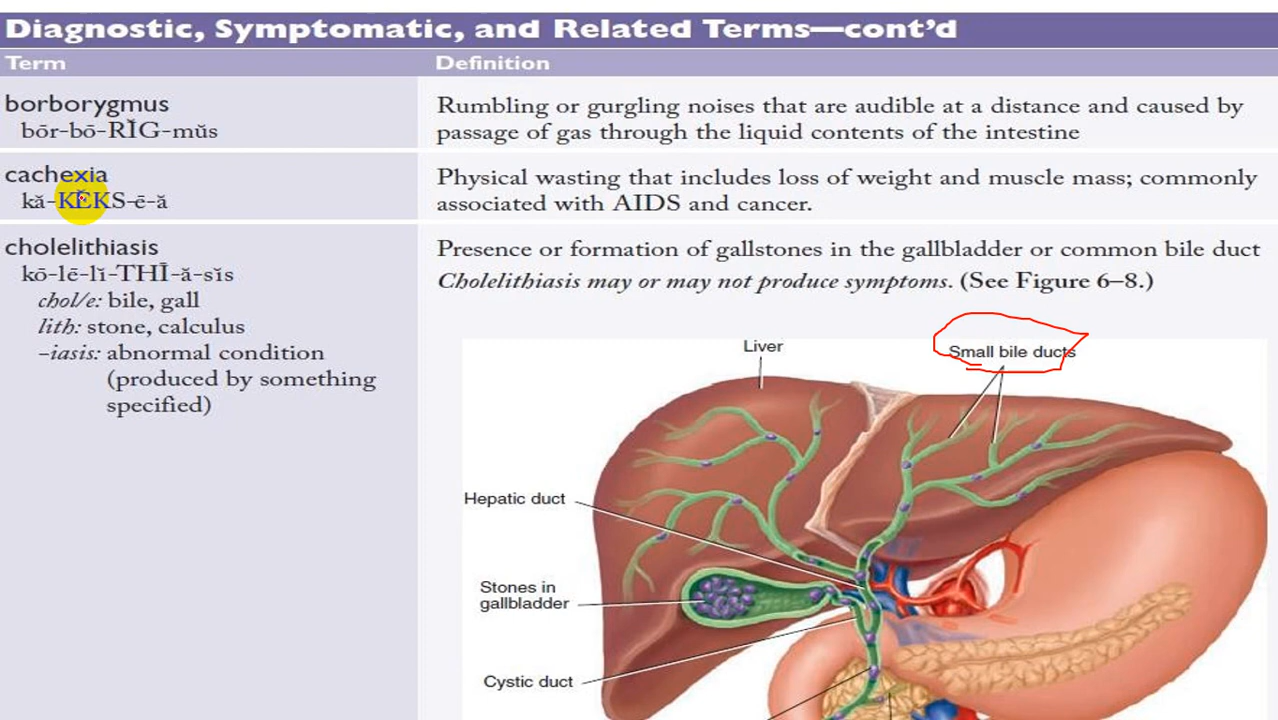 Diagnostic, Symptomatic, and Related Terms—cont’d
Term
Definition
borborygmus
bōr-bō-RĬG-mŭs
Rumbling or gurgling noises that are audible at a distance and caused by
passage of gas through the liquid contents of the intestine
cachexia
kă-KĔKS-ē-ă
Physical wasting that includes loss of weight and muscle mass; commonly
associated with AIDS and cancer.
cholelithiasis
kō-lē-lĭ-THĪ-ă-sĭs
chol/e: bile, gall
lith: stone, calculus
–iasis: abnormal condition
(produced by something
specified)
Presence or formation of gallstones in the gallbladder or common bile duct
Cholelithiasis may or may not produce symptoms. (See Figure 6–8.)
Liver
Small bile ducts
Hepatic duct
Stones in
gallbladder
Cystic duct